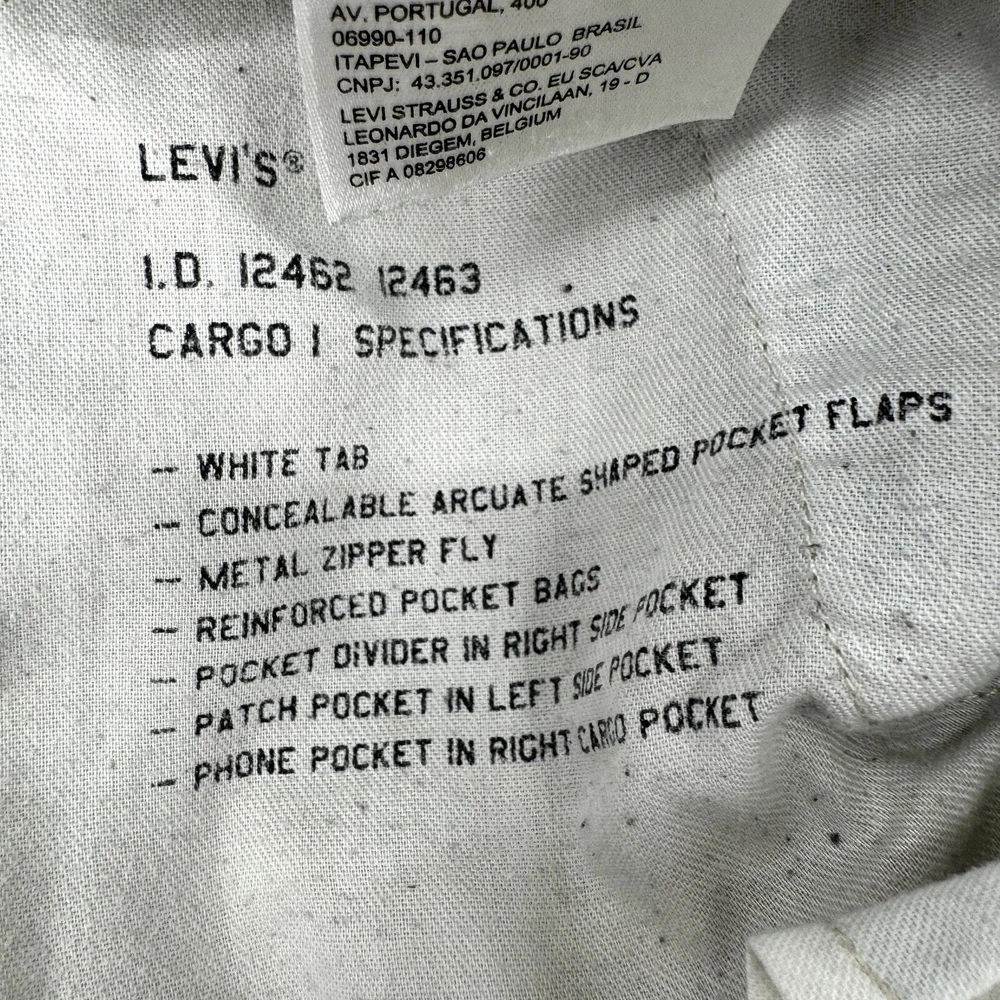 AV. PORTUGAL, 400
06990-110
ITAPEVI – SAO PAULO BRASIL
CNPJ: 43.351.097/0001-90
LEVI STRAUSS & CO. EU SCA/CVA
LEONARDO DA VINCILAAN, 19 - D
1831 DIEGEM, BELGIUM
CIF A 08298606
LEVI'S®
I.D. 12462 12463
CARGO I SPECIFICATIONS
– WHITE TAB
– CONCEALABLE ARCUATE SHAPED POCKET FLAPS
– METAL ZIPPER FLY
– REINFORCED POCKET BAGS
– POCKET DIVIDER IN RIGHT SIDE POCKET
– PATCH POCKET IN LEFT SIDE POCKET
– PHONE POCKET IN RIGHT CARGO POCKET